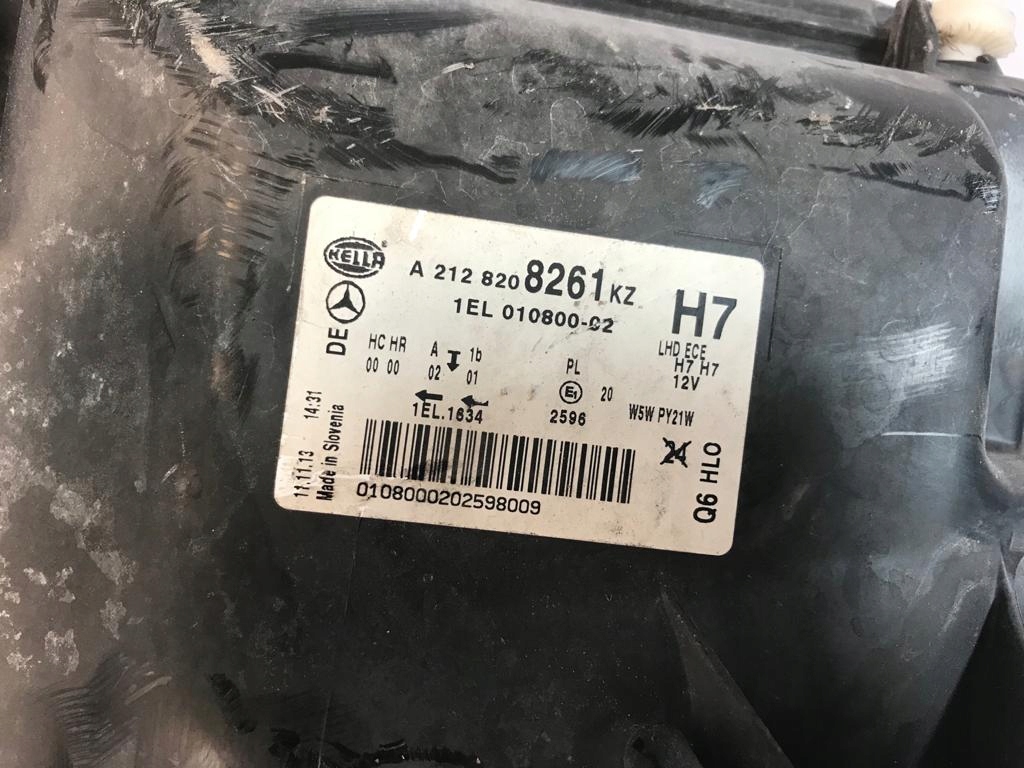 HELLA
A 212 820 8261 KZ
1EL 010800-02
H7
LHD ECE
H7 H7
12V
DE
HC HR
00 00
A
02
1b
01
PL
E1
20
2596
W5W PY21W
1EL.1634
24
Q6 HLO
11.11.13 14:31
Made in Slovenia
0108000202598009